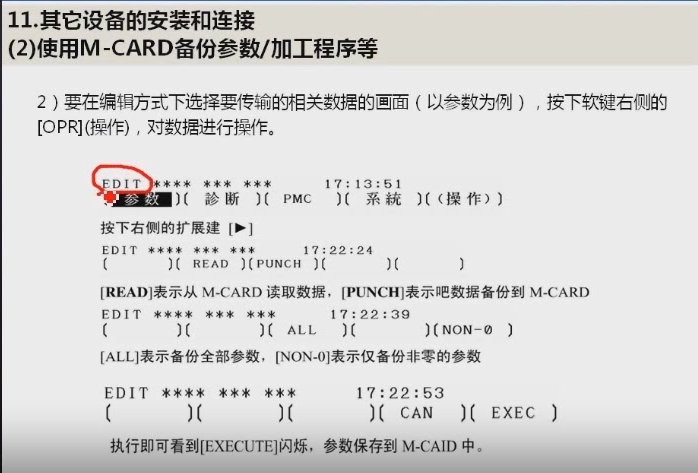 11.其它设备的安装和连接
(2)使用M-CARD备份参数/加工程序等
2）要在编辑方式下选择要传输的相关数据的画面（以参数为例），按下软键右侧的
[OPR](操作)，对数据进行操作。
EDIT **** *** *** 17:13:51
( 参数 )( 診断 )( PMC )( 系統 )(（操作）)
按下右侧的扩展建 [▶]
EDIT **** *** *** 17:22:24
( )( READ )(PUNCH )( )( )
[READ]表示从 M-CARD 读取数据，[PUNCH]表示吧数据备份到 M-CARD
EDIT **** *** *** 17:22:39
( )( )( ALL )( )(NON-0 )
[ALL]表示备份全部参数，[NON-0]表示仅备份非零的参数
EDIT **** *** *** 17:22:53
( )( )( )( CAN )( EXEC )
执行即可看到[EXECUTE]闪烁，参数保存到 M-CAID 中。